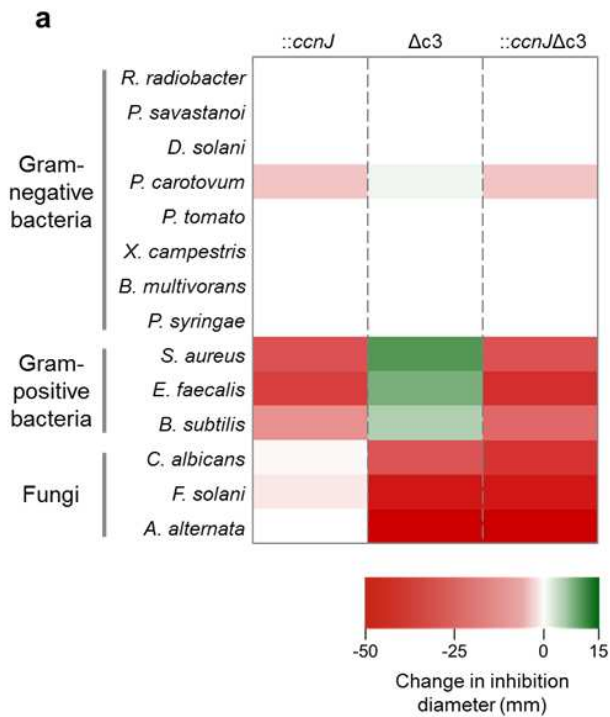 a
::ccnJ Δc3 ::ccnJΔc3
R. radiobacter
P. savastanoi
D. solani
P. carotovum
P. tomato
X. campestris
B. multivorans
P. syringae
Gram-
negative
bacteria
S. aureus
E. faecalis
B. subtilis
Gram-
positive
bacteria
C. albicans
F. solani
A. alternata
Fungi
-50 -25 0 15
Change in inhibition
diameter (mm)